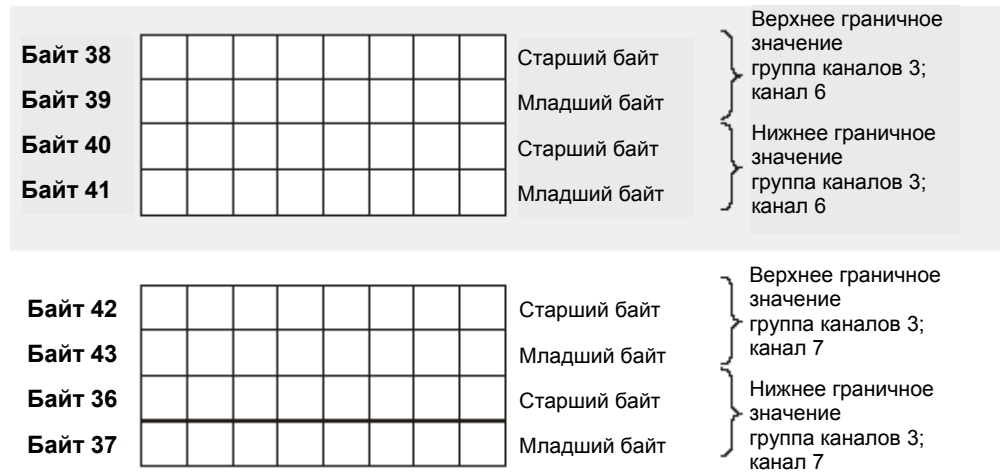 Байт 38
Байт 39
Байт 40
Байт 41
Старший байт
Младший байт
Старший байт
Младший байт
Верхнее граничное
значение
группа каналов 3;
канал 6
Нижнее граничное
значение
группа каналов 3;
канал 6
Байт 42
Байт 43
Байт 36
Байт 37
Старший байт
Младший байт
Старший байт
Младший байт
Верхнее граничное
значение
группа каналов 3;
канал 7
Нижнее граничное
значение
группа каналов 3;
канал 7